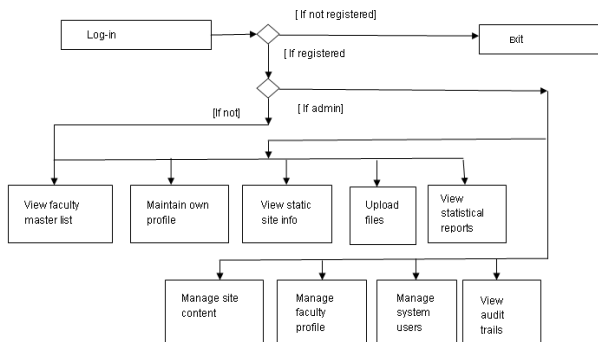 [ If not registered]
Log-in
Exit
[ If registered
[If not]
[ If admin]
View faculty
master list
Maintain own
profile
View static
site info
Upload
files
View
statistical
reports
Manage site
content
Manage
faculty
profile
Manage
system
users
View
audit
trails